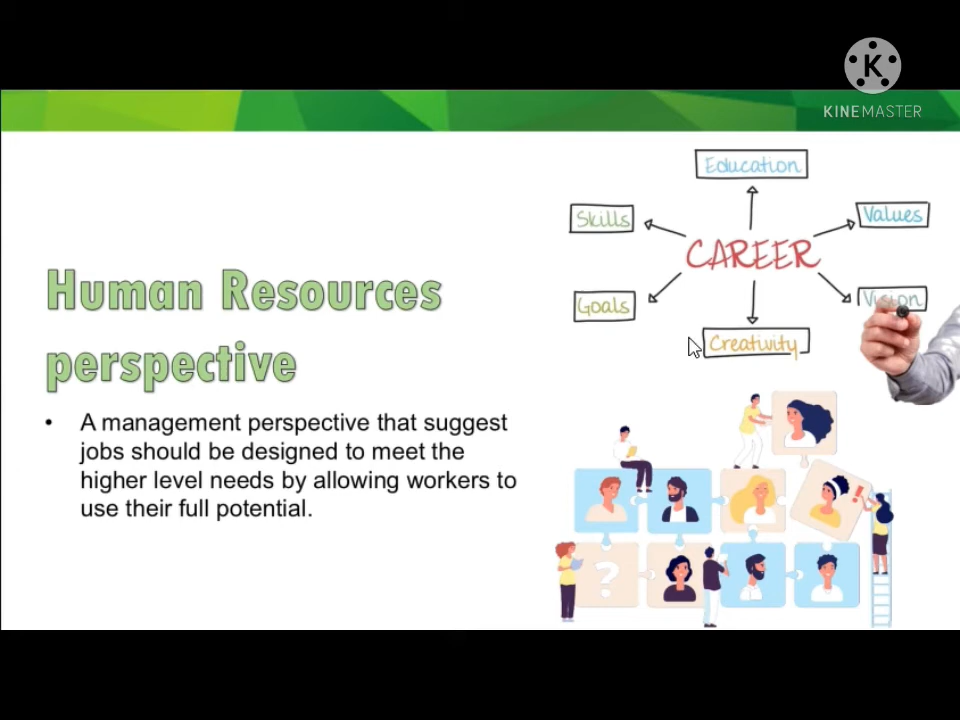 K
KINEMASTER
Education
Skills
Values
CAREER
Goals
Vision
Creativity
Human Resources
perspective
• A management perspective that suggest
jobs should be designed to meet the
higher level needs by allowing workers to
use their full potential.
!
?